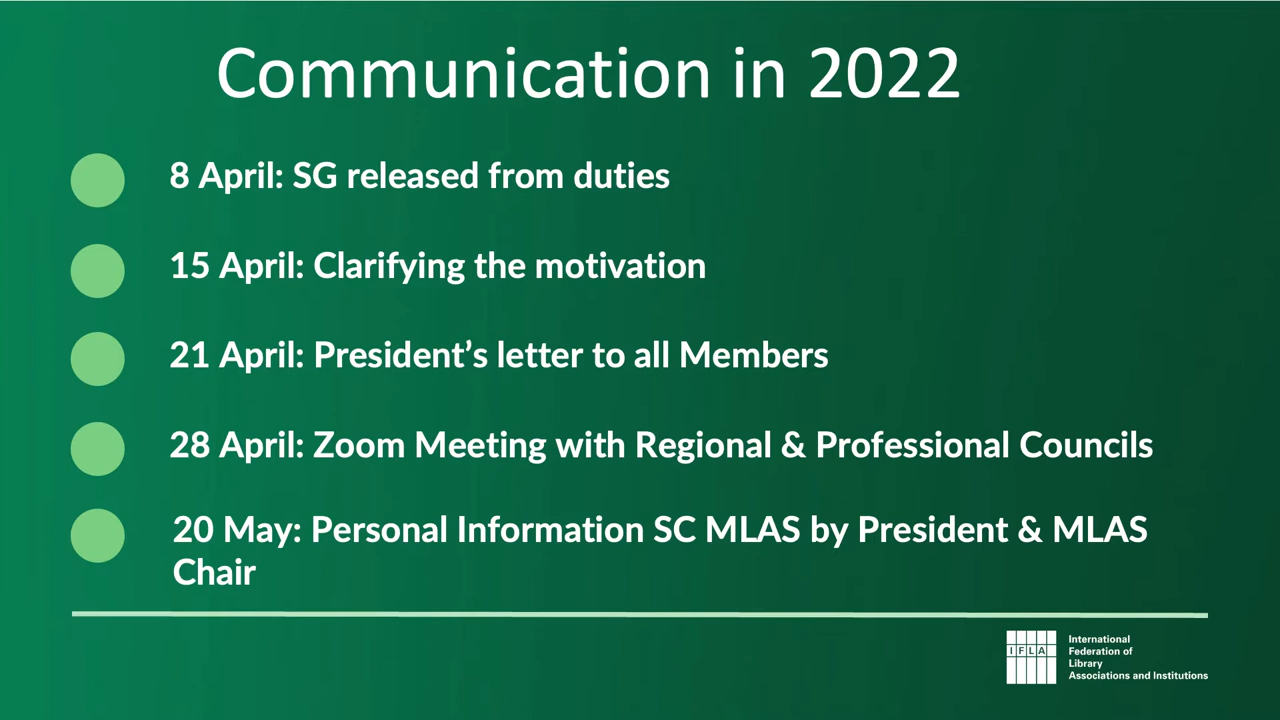 Communication in 2022
8 April: SG released from duties
15 April: Clarifying the motivation
21 April: President’s letter to all Members
28 April: Zoom Meeting with Regional & Professional Councils
20 May: Personal Information SC MLAS by President & MLAS
Chair
IFLA
International
Federation of
Library
Associations and Institutions